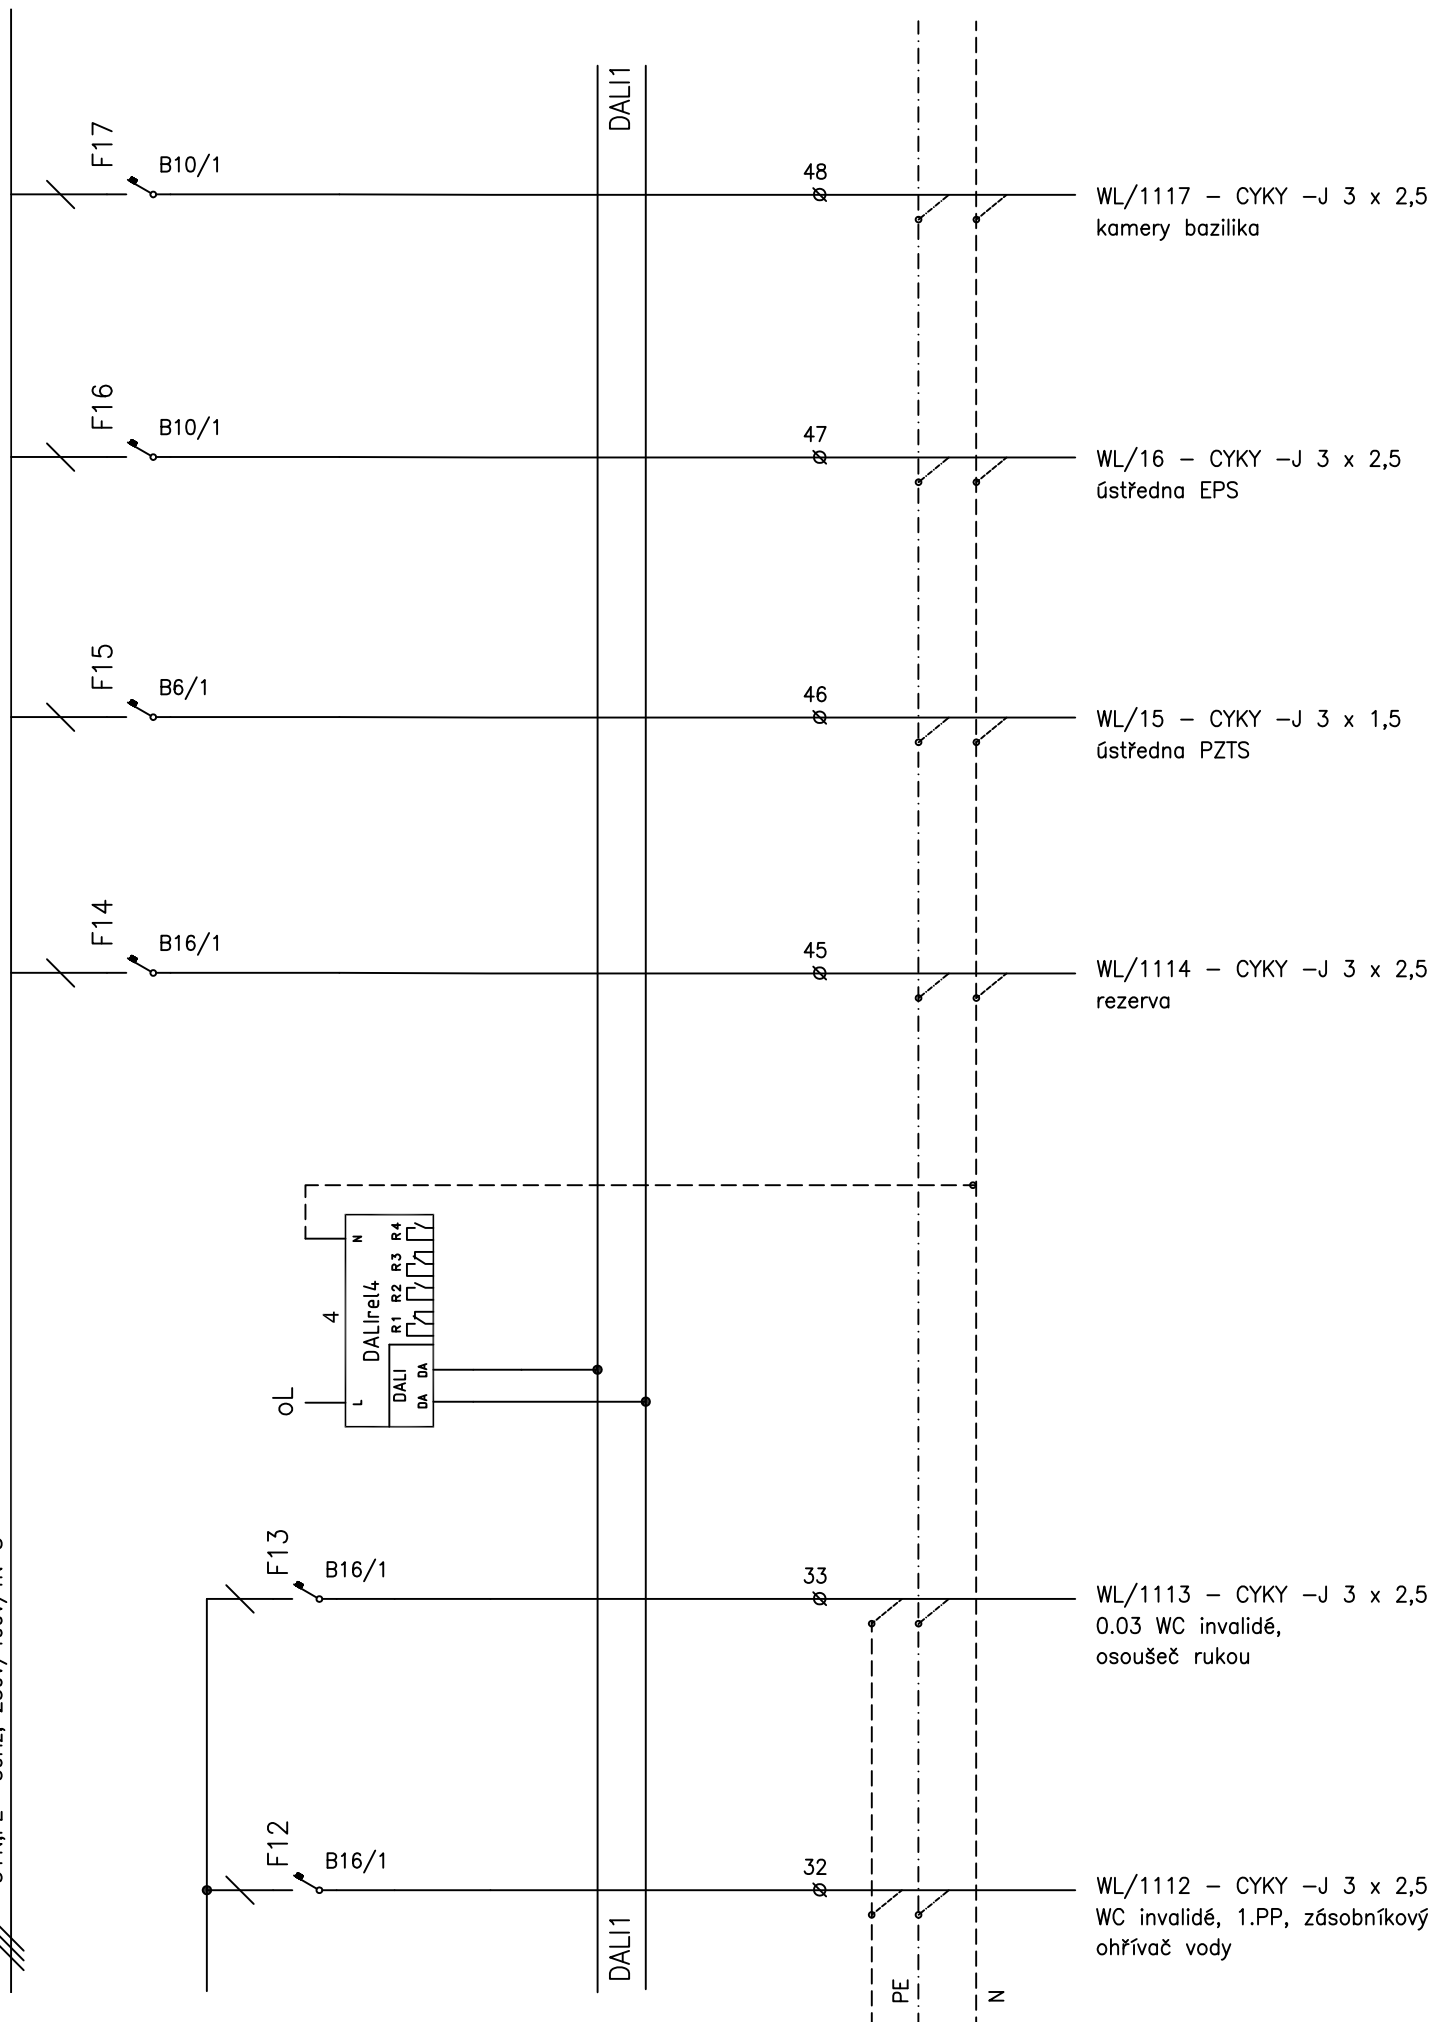 DALI1
F17
B10/1
48
WL/1117 - CYKY -J 3 x 2,5
kamery bazilika
F16
B10/1
47
WL/16 - CYKY -J 3 x 2,5
ústředna EPS
F15
B6/1
46
WL/15 - CYKY -J 3 x 1,5
ústředna PZTS
F14
B16/1
45
WL/1114 - CYKY -J 3 x 2,5
rezerva
4
DALIrel4
L
N
R1 R2 R3 R4
DALI
DA DA
oL
F13
B16/1
33
WL/1113 - CYKY -J 3 x 2,5
0.03 WC invalidé,
osoušeč rukou
F12
B16/1
32
WL/1112 - CYKY -J 3 x 2,5
WC invalidé, 1.PP, zásobníkový
ohřívač vody
DALI1
PE
N